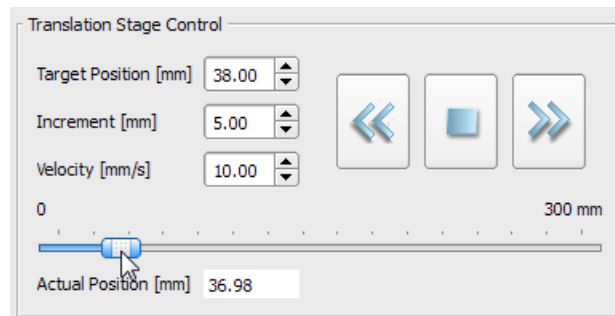 Translation Stage Control
Target Position [mm] 38.00
Increment [mm] 5.00
Velocity [mm/s] 10.00
0 300 mm
Actual Position [mm] 36.98